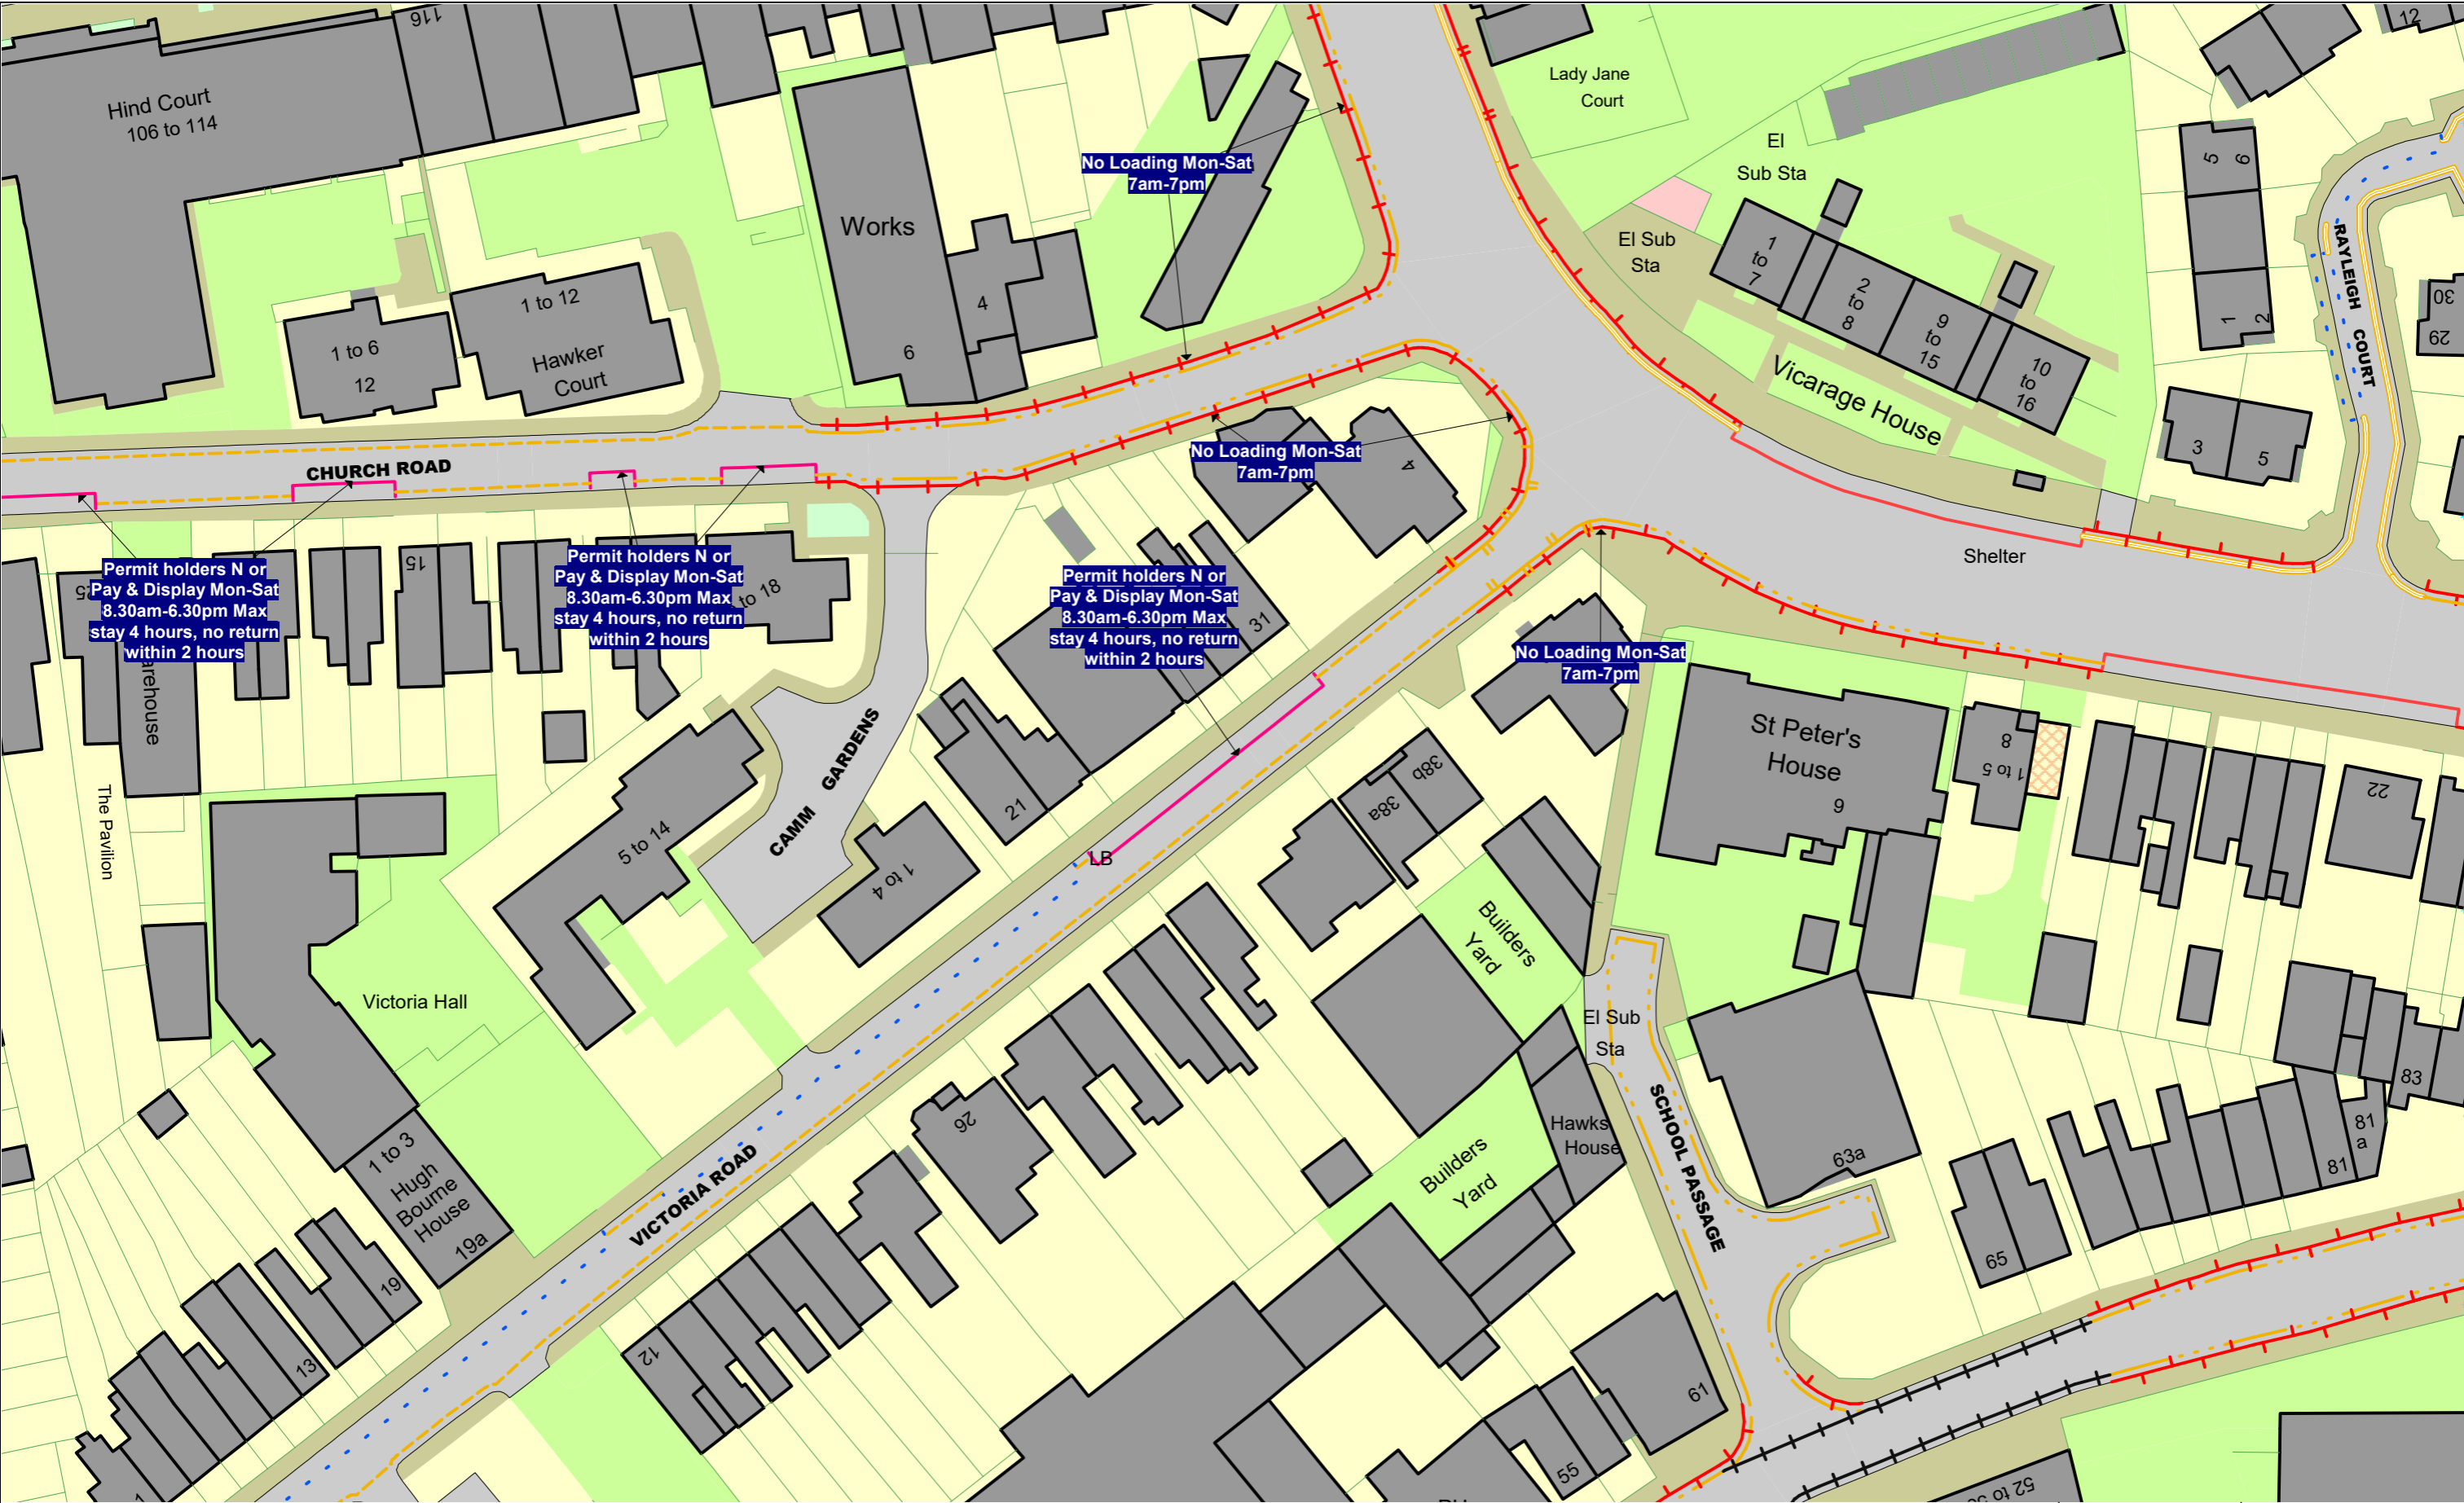 116
12
Hind Court
106 to 114
Lady Jane
Court
El
Sub Sta
5
6
No Loading Mon-Sat
7am-7pm
Works
El Sub
Sta
1
to
7
2
to
8
9
to
15
10
to
16
RAYLEIGH COURT
1
2
30
29
4
6
1 to 12
Hawker
Court
1 to 6
12
Vicarage House
3
5
CHURCH ROAD
No Loading Mon-Sat
7am-7pm
4
Shelter
15
Permit holders N or
Pay & Display Mon-Sat
8.30am-6.30pm Max
stay 4 hours, no return
within 2 hours
Permit holders N or
Pay & Display Mon-Sat
8.30am-6.30pm Max
stay 4 hours, no return
within 2 hours
to 18
Permit holders N or
Pay & Display Mon-Sat
8.30am-6.30pm Max
stay 4 hours, no return
within 2 hours
31
No Loading Mon-Sat
7am-7pm
arehouse
The Pavilion
CAMM GARDENS
St Peter's
House
9
8
1 to 5
22
38b
38a
21
5 to 14
1 to 4
LB
Builders
Yard
Victoria Hall
El Sub
Sta
SCHOOL PASSAGE
83
81
a
81
Hawks
House
63a
65
Builders
Yard
26
1 to 3
Hugh
Bourne
House
19a
VICTORIA ROAD
19
13
12
61
55